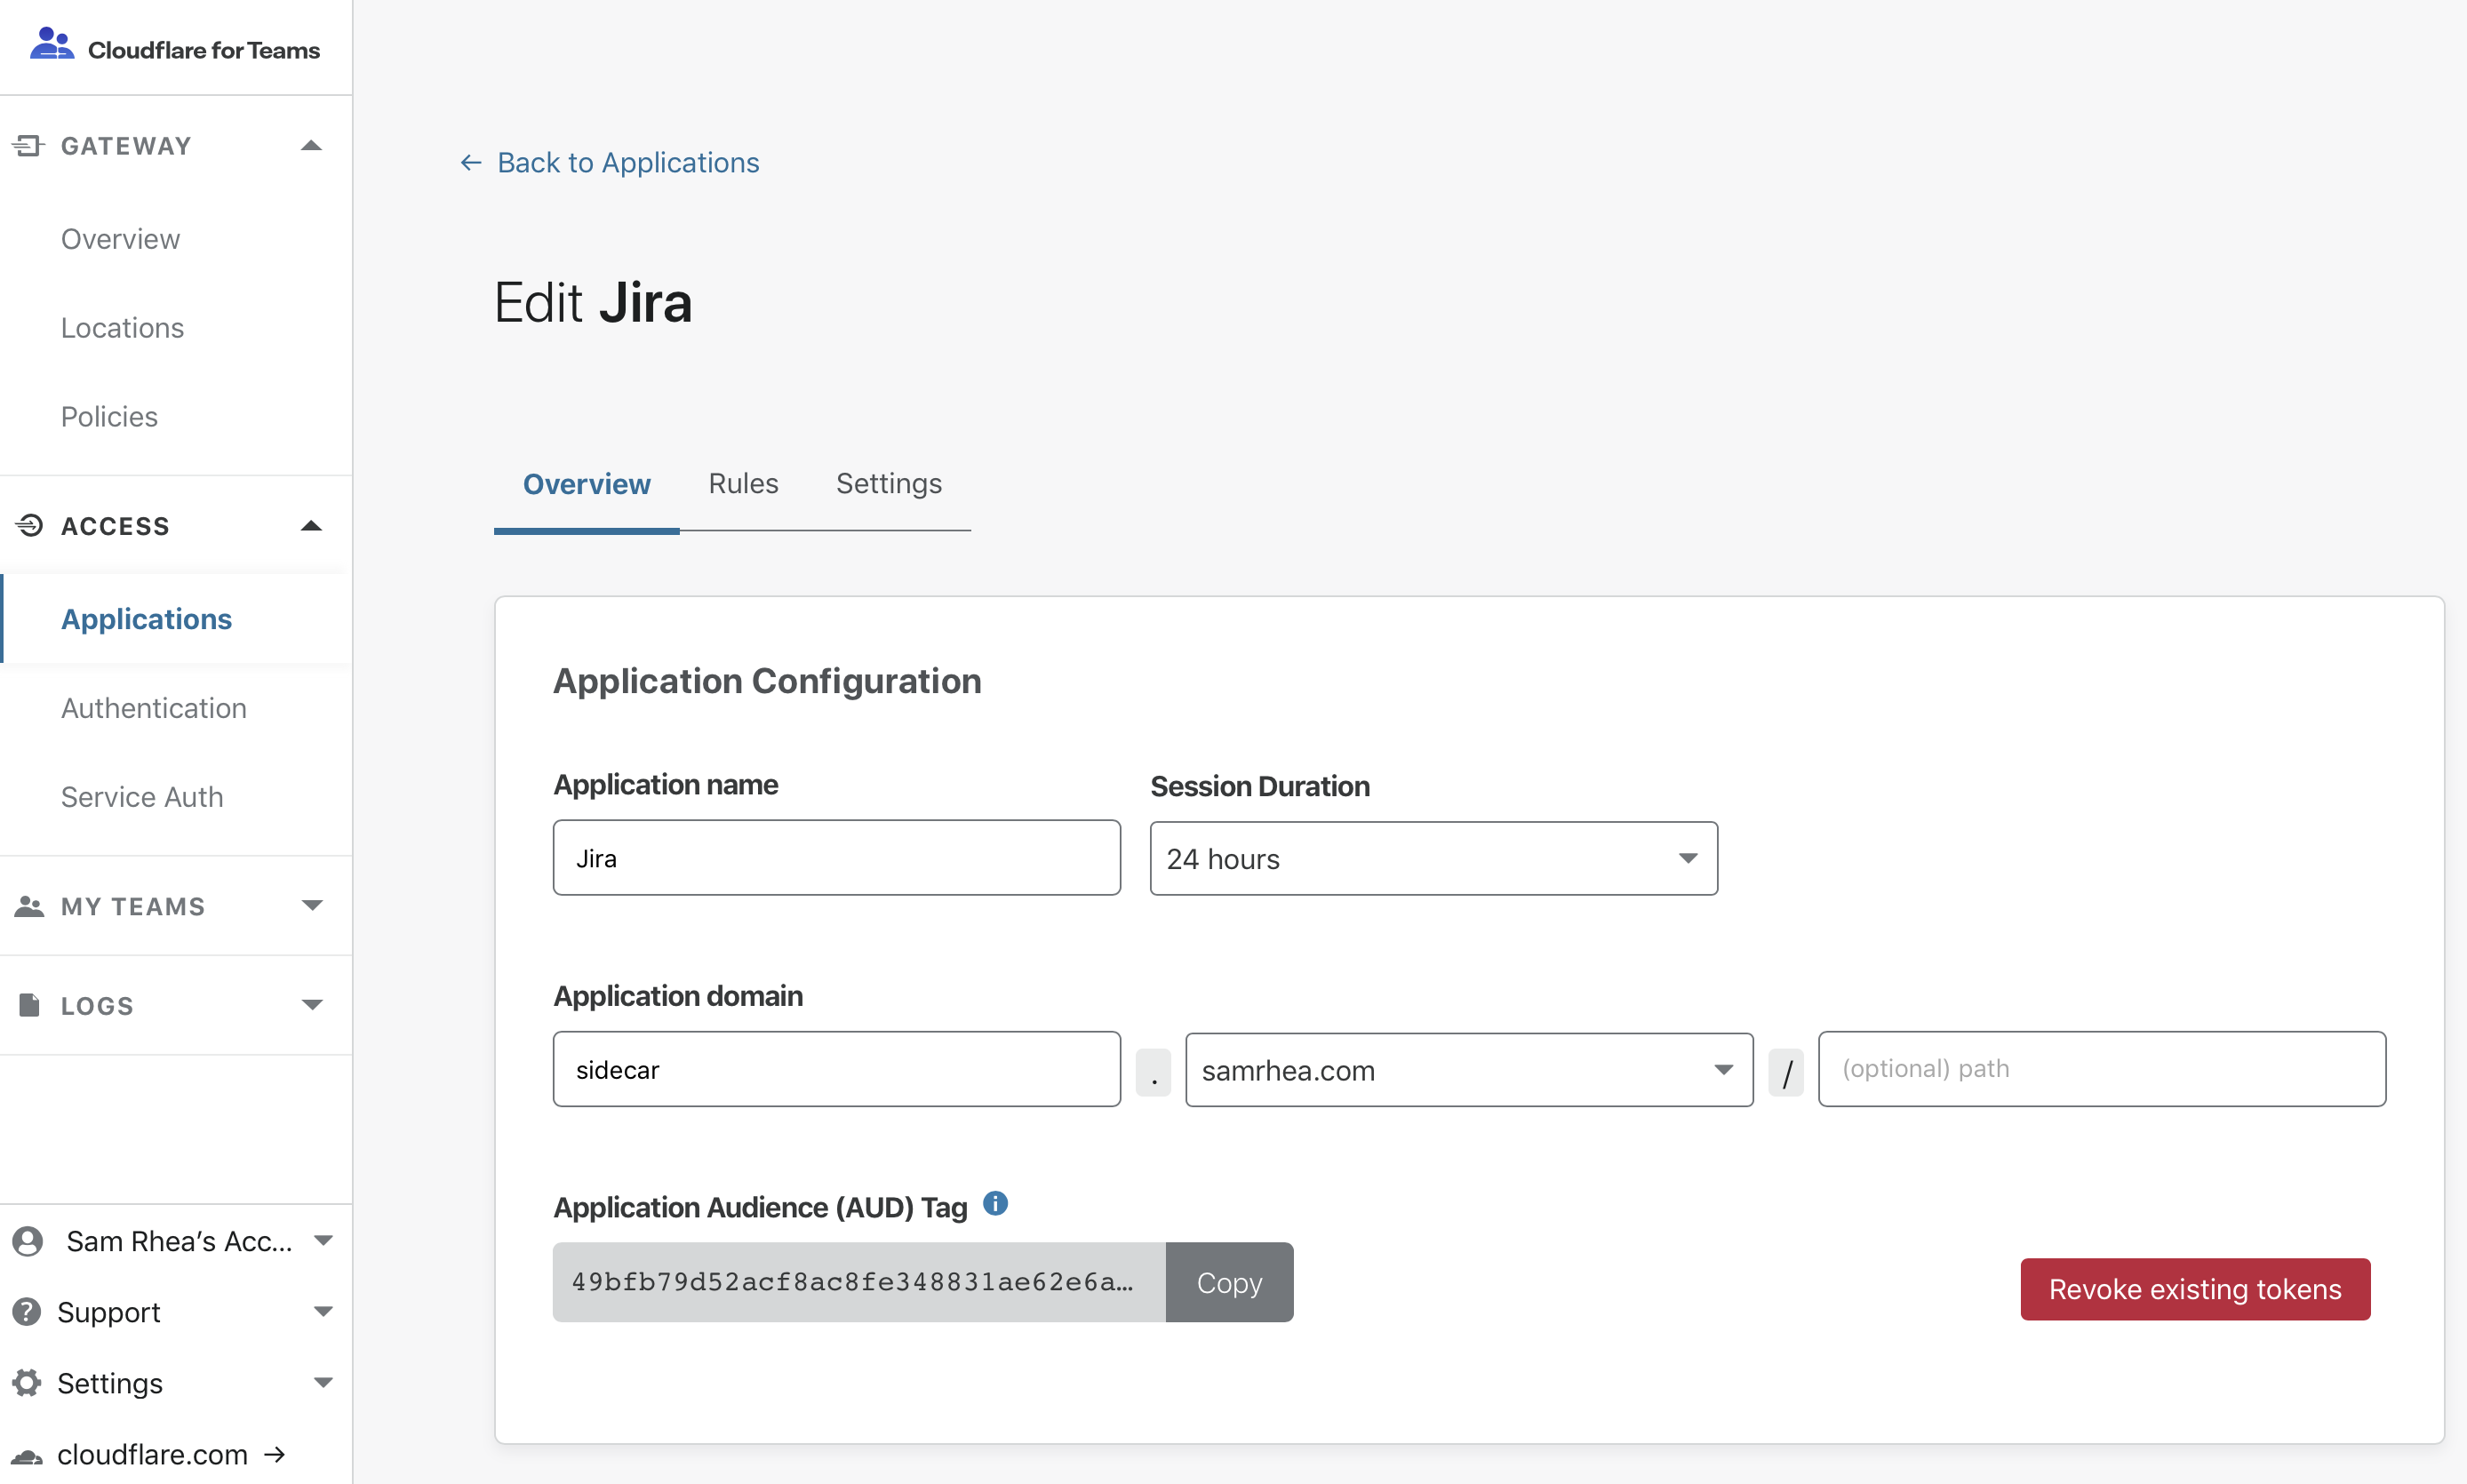 Cloudflare for Teams
GATEWAY
Overview
Locations
Policies
ACCESS
Applications
Authentication
Service Auth
MY TEAMS
LOGS
Sam Rhea’s Acc...
Support
Settings
cloudflare.com →
← Back to Applications
Edit Jira
Overview Rules Settings
Application Configuration
Application name Session Duration
Jira 24 hours
Application domain
sidecar . samrhea.com / (optional) path
Application Audience (AUD) Tag
49bfb79d52acf8ac8fe348831ae62e6a… Copy
Revoke existing tokens